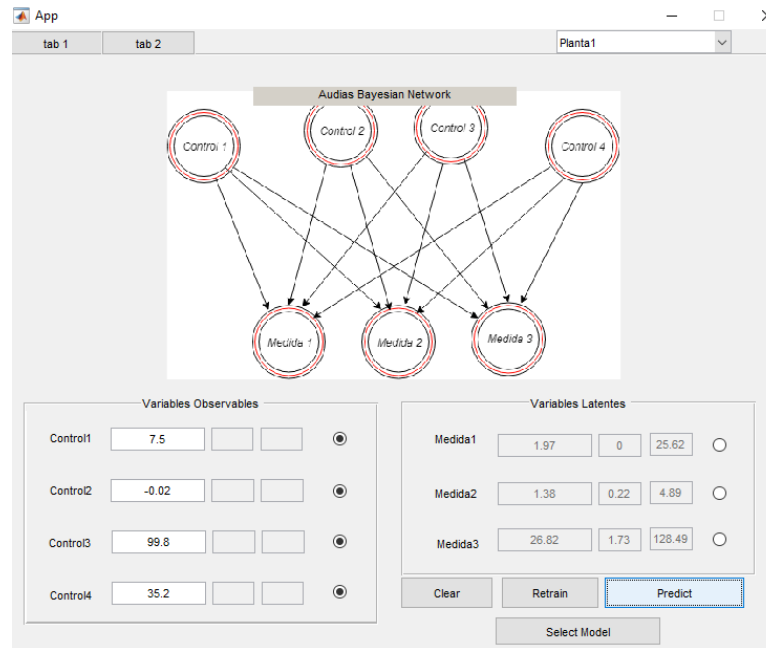 App
tab 1 tab 2 Planta1
Audias Bayesian Network
Control 1 Control 2 Control 3 Control 4
Medida 1 Medida 2 Medida 3
Variables Observables
Control1 7.5
Control2 -0.02
Control3 99.8
Control4 35.2
Variables Latentes
Medida1 1.97 0 25.62
Medida2 1.38 0.22 4.89
Medida3 26.82 1.73 128.49
Clear Retrain Predict
Select Model